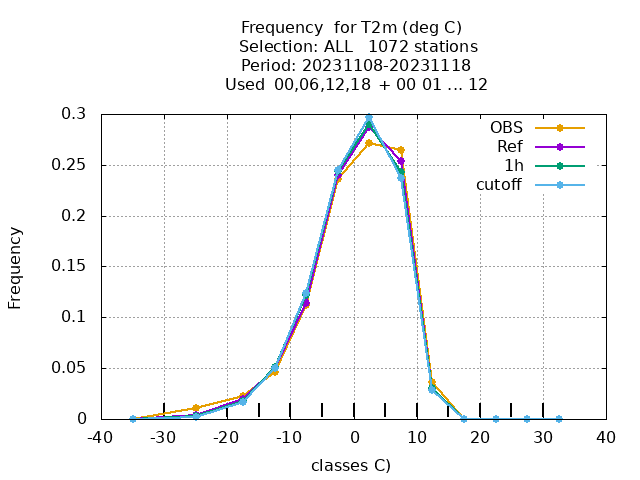 Frequency  for T2m (deg C)
Selection: ALL   1072 stations
Period: 20231108-20231118
Used  00,06,12,18 + 00 01 ... 12
0.3
0.25
0.2
0.15
0.1
0.05
0
Frequency
OBS
Ref
1h
cutoff
-40 -30 -20 -10 0 10 20 30 40
classes C)